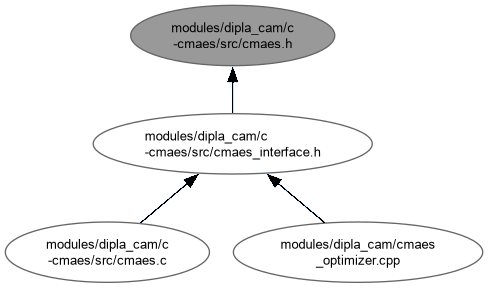 modules/dipla_cam/c
-cmaes/src/cmaes.h
modules/dipla_cam/c
-cmaes/src/cmaes_interface.h
modules/dipla_cam/c
-cmaes/src/cmaes.c
modules/dipla_cam/cmaes
_optimizer.cpp